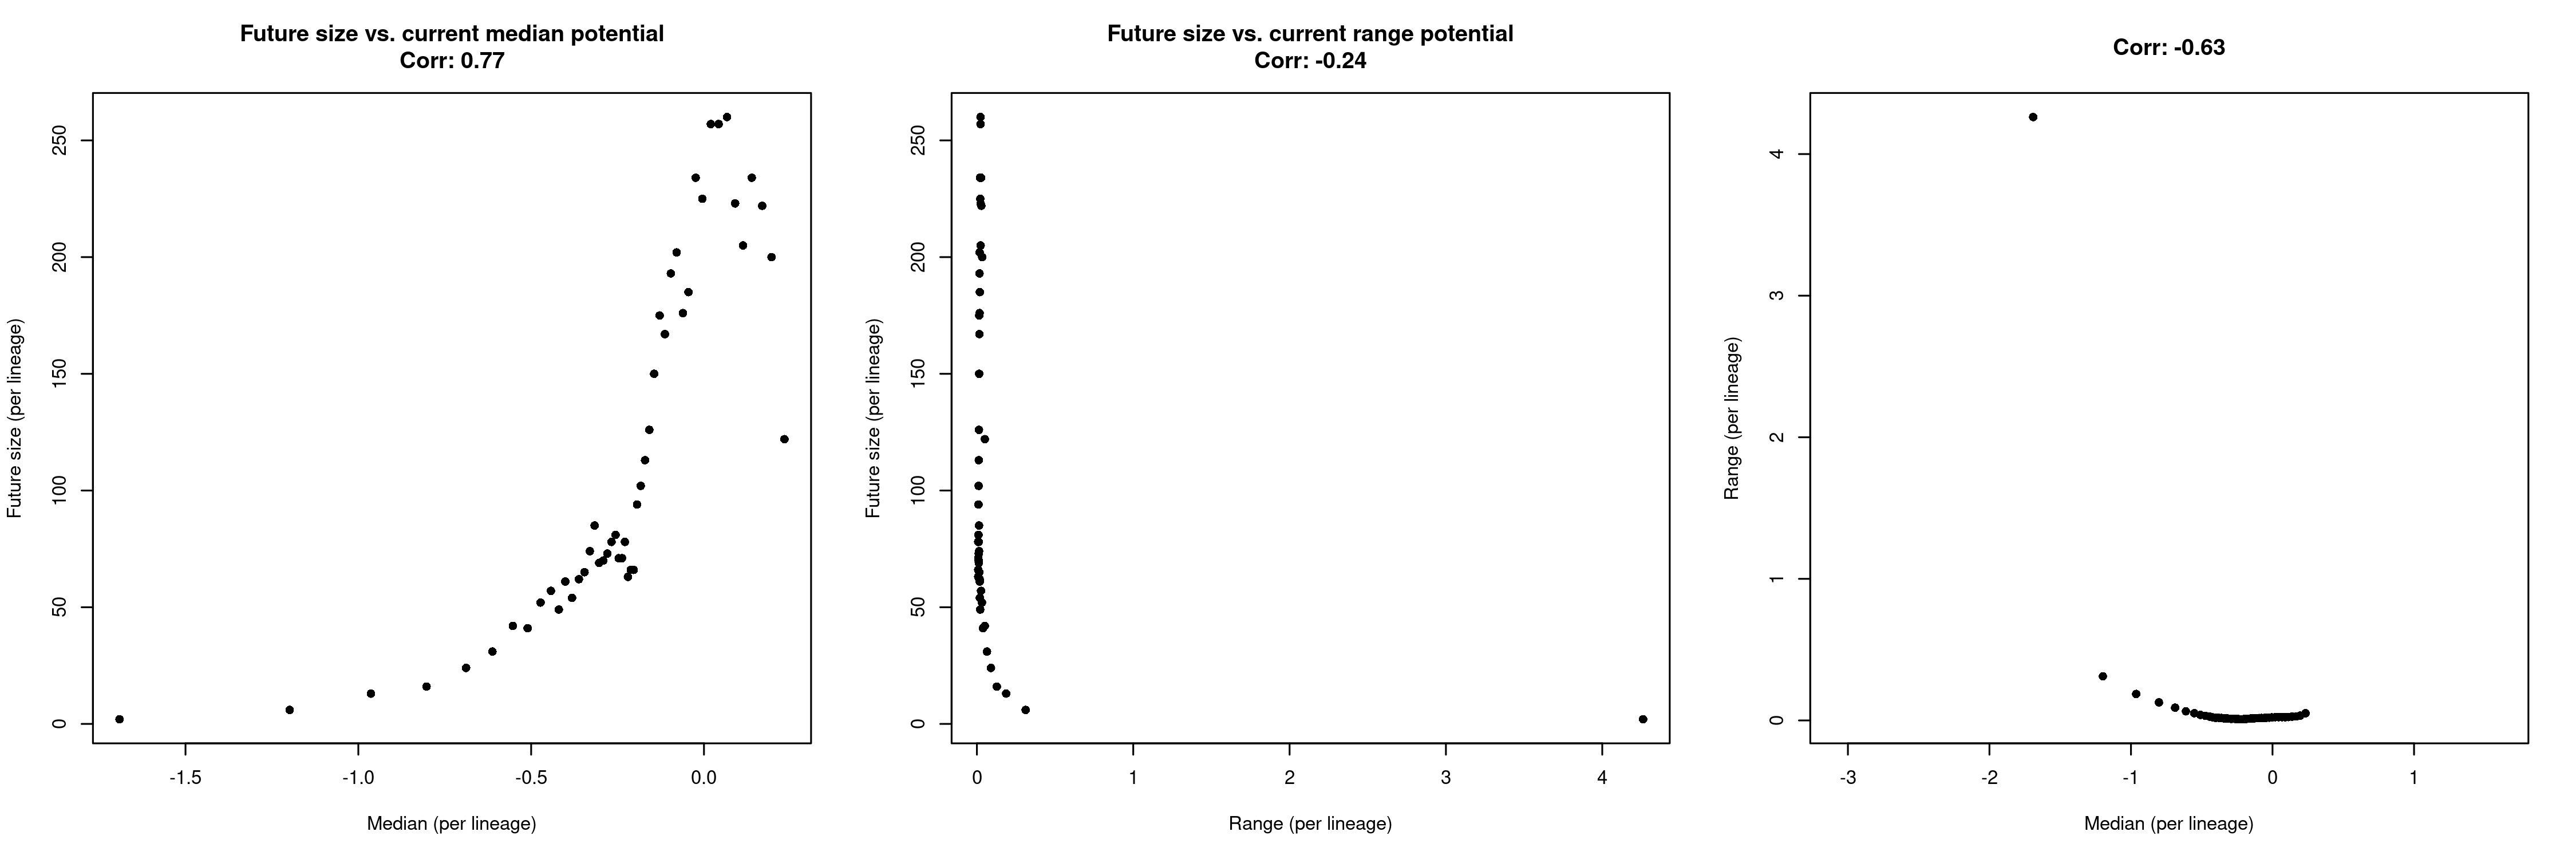 Future size vs. current median potential
Corr: 0.77
Future size (per lineage)
250
200
150
100
50
0
-1.5
-1.0
-0.5
0.0
Median (per lineage)
Future size vs. current range potential
Corr: -0.24
Future size (per lineage)
250
200
150
100
50
0
0
1
2
3
4
Range (per lineage)
Corr: -0.63
Range (per lineage)
4
3
2
1
0
-3
-2
-1
0
1
Median (per lineage)